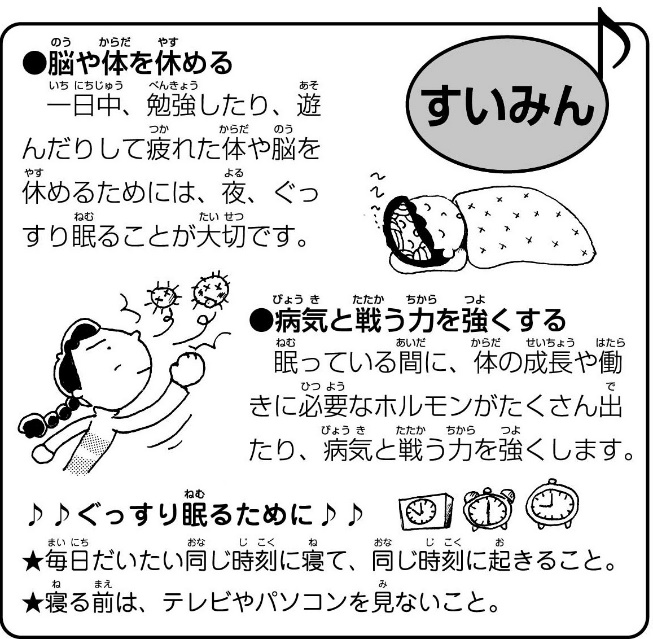 すいみん
●脳や体を休める
一日中、勉強したり、遊
んだりして疲れた体や脳を
休めるためには、夜、ぐっ
すり眠ることが大切です。
●病気と戦う力を強くする
眠っている間に、体の成長や働
きに必要なホルモンがたくさん出
たり、病気と戦う力を強くします。
♪♪ぐっすり眠るために♪♪
★毎日だいたい同じ時刻に寝て、同じ時刻に起きること。
★寝る前は、テレビやパソコンを見ないこと。